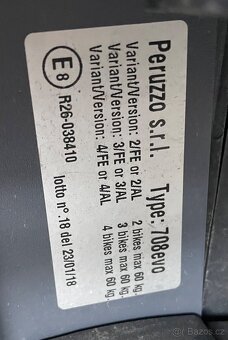 Peruzzo s.r.l. Type: 708evo
Variant/Version: 2/FE or 2/AL 2 bikes max 60 kg.
Variant/Version: 3/FE or 3/AL 3 bikes max 60 kg.
Variant/Version: 4/FE or 4/AL 4 bikes max 60 kg.
E8 R26-038410 lotto n°.18 del 23/01/18
sbazar.cz